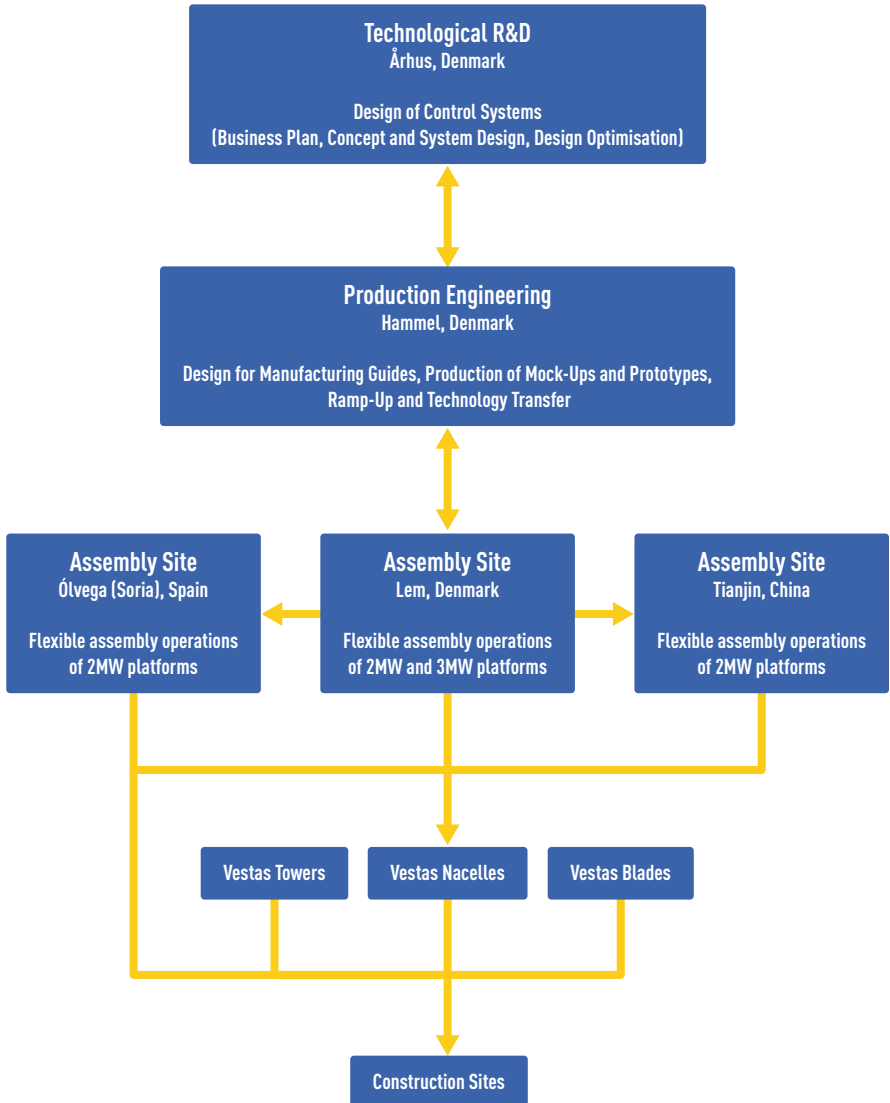 Technological R&D
Århus, Denmark
Design of Control Systems
(Business Plan, Concept and System Design, Design Optimisation)
Production Engineering
Hammel, Denmark
Design for Manufacturing Guides, Production of Mock-Ups and Prototypes,
Ramp-Up and Technology Transfer
Assembly Site
Ólvega (Soria), Spain
Flexible assembly operations
of 2MW platforms
Assembly Site
Lem, Denmark
Flexible assembly operations
of 2MW and 3MW platforms
Assembly Site
Tianjin, China
Flexible assembly operations
of 2MW platforms
Vestas Towers
Vestas Nacelles
Vestas Blades
Construction Sites